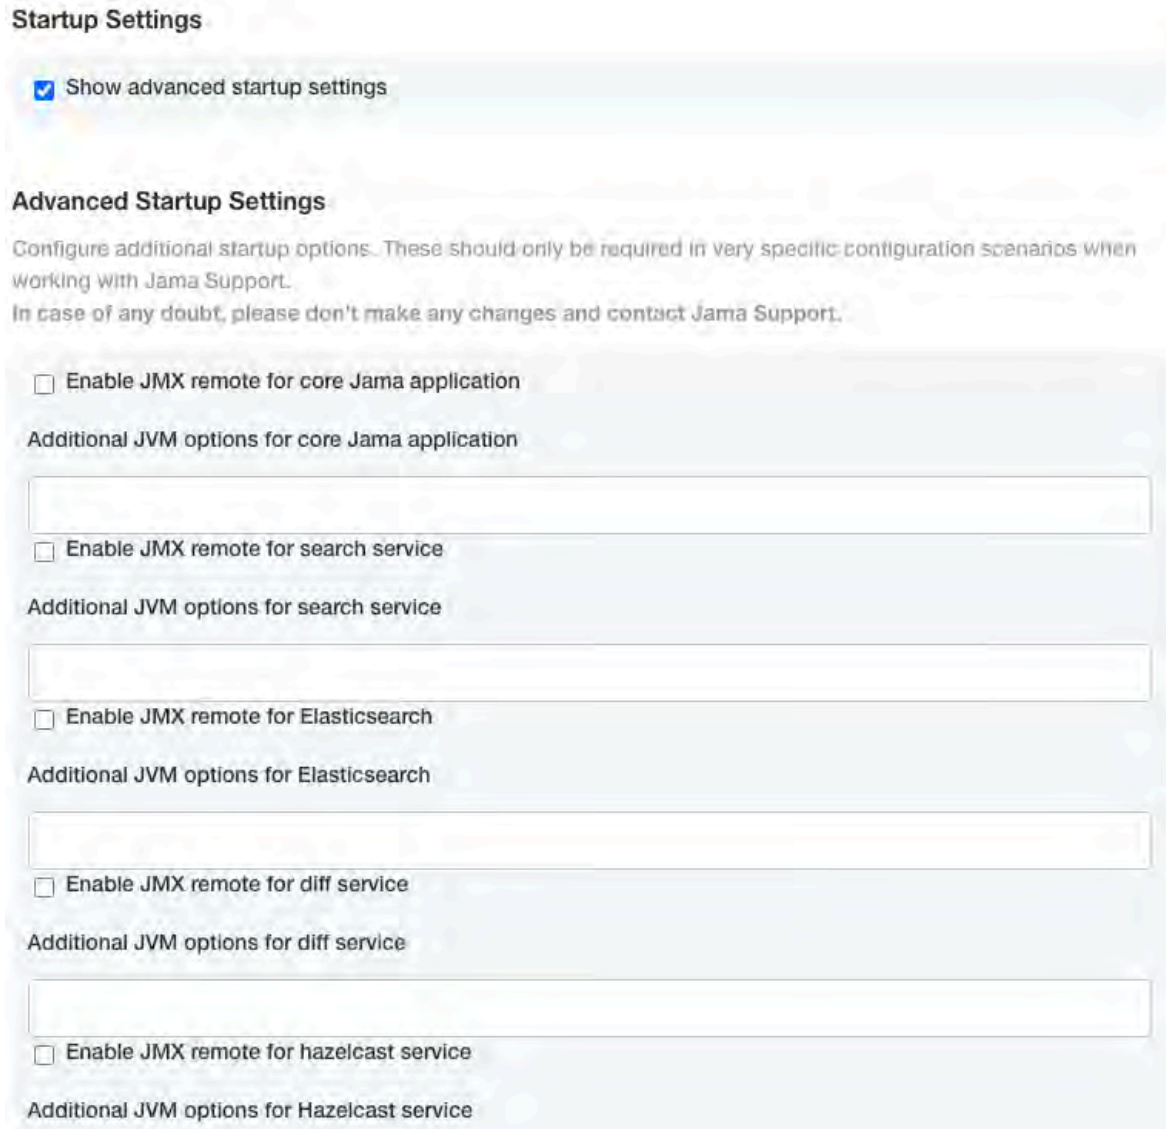 Startup Settings
Show advanced startup settings
Advanced Startup Settings
Configure additional startup options. These should only be required in very specific configuration scenarios when
working with Jama Support.
In case of any doubt, please don't make any changes and contact Jama Support.
Enable JMX remote for core Jama application
Additional JVM options for core Jama application
Enable JMX remote for search service
Additional JVM options for search service
Enable JMX remote for Elasticsearch
Additional JVM options for Elasticsearch
Enable JMX remote for diff service
Additional JVM options for diff service
Enable JMX remote for hazelcast service
Additional JVM options for Hazelcast service